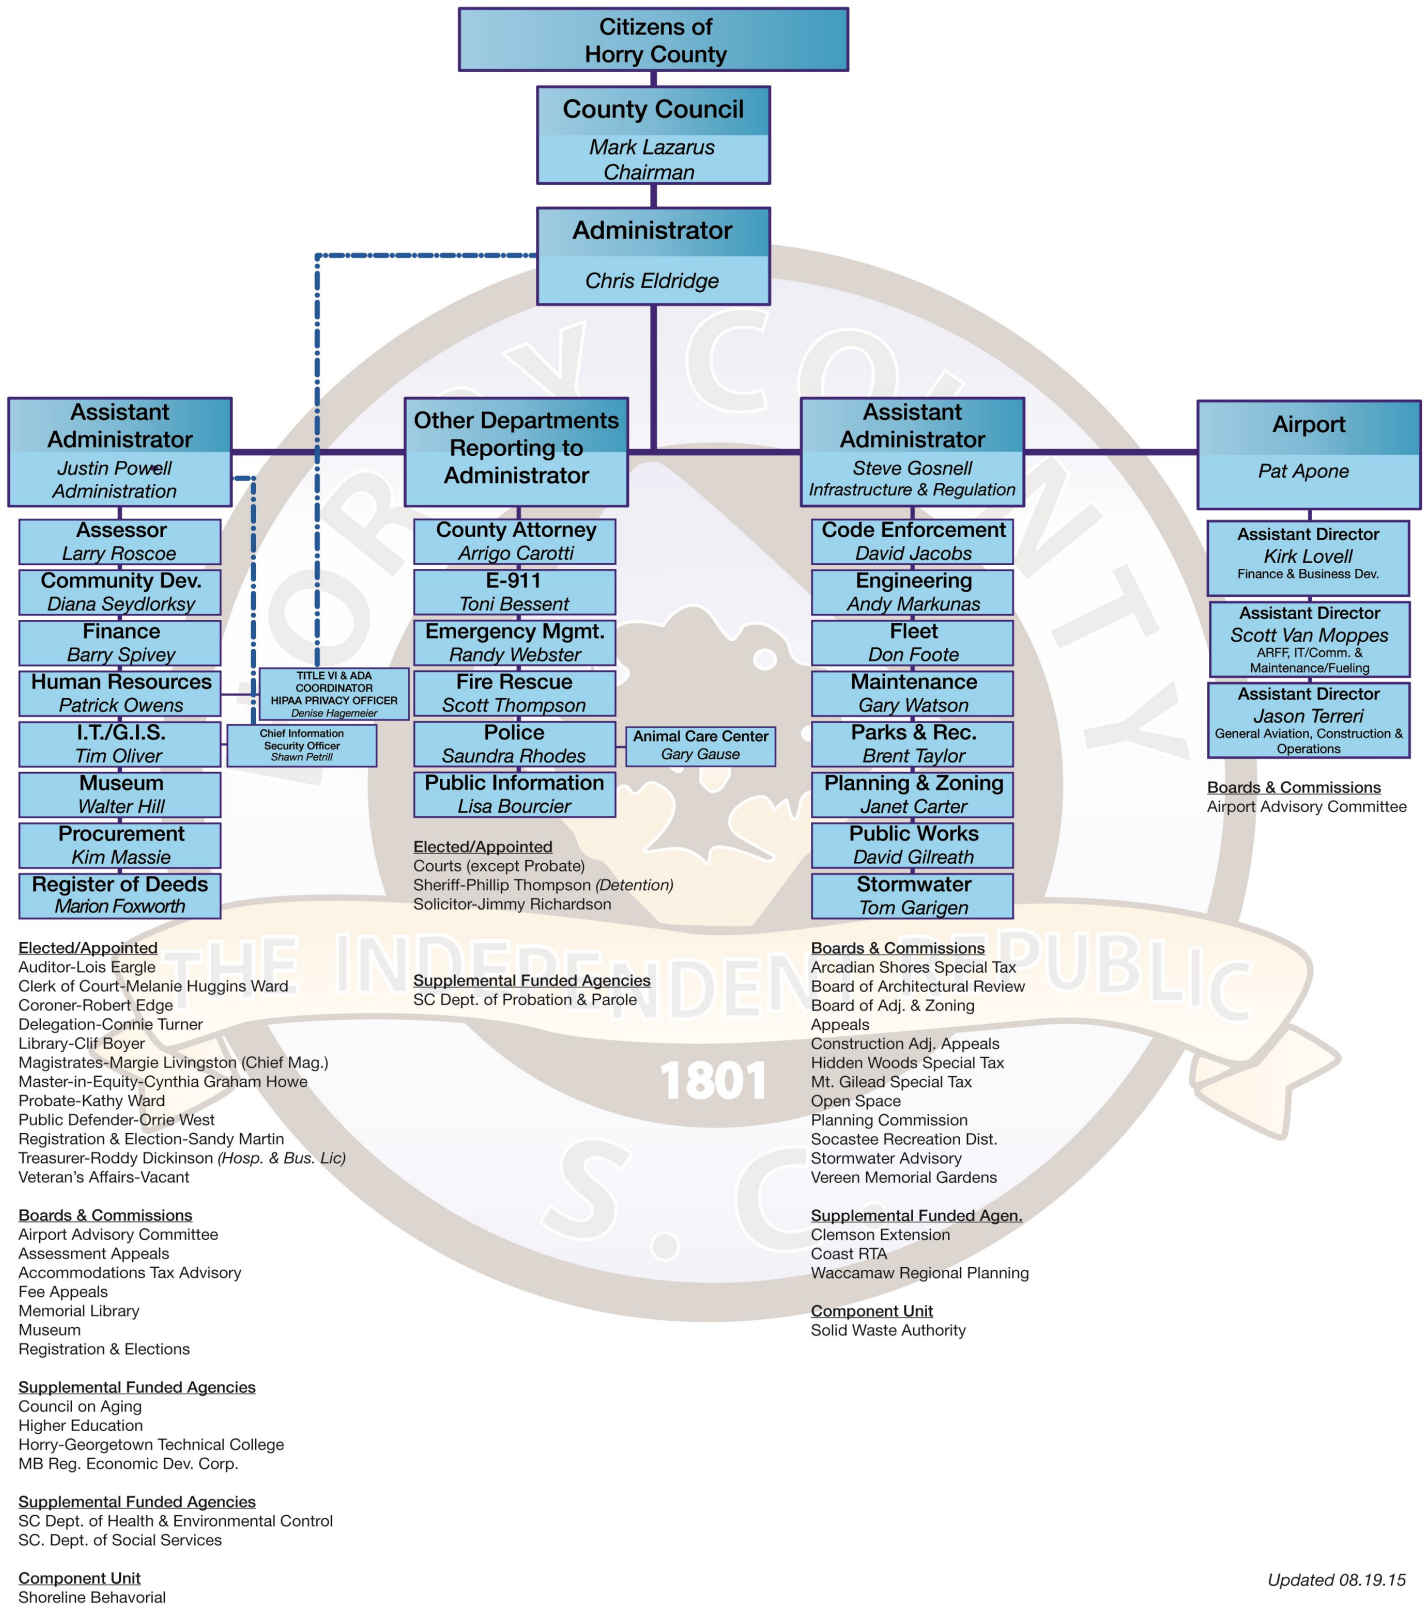 Citizens of
Horry County
County Council
Mark Lazarus
Chairman
Administrator
Chris Eldridge
Assistant
Administrator
Justin Powell
Administration
Assessor
Larry Roscoe
Community Dev.
Diana Seydlorksy
Finance
Barry Spivey
Human Resources
Patrick Owens
TITLE VI & ADA
COORDINATOR
HIPAA PRIVACY OFFICER
Denise Hagemeier
I.T./G.I.S.
Tim Oliver
Chief Information
Security Officer
Shawn Petrill
Museum
Walter Hill
Procurement
Kim Massie
Register of Deeds
Marion Foxworth
Elected/Appointed
Auditor-Lois Eargle
Clerk of Court-Melanie Huggins Ward
Coroner-Robert Edge
Delegation-Connie Turner
Library-Clif Boyer
Magistrates-Margie Livingston (Chief Mag.)
Master-in-Equity-Cynthia Graham Howe
Probate-Kathy Ward
Public Defender-Orrie West
Registration & Election-Sandy Martin
Treasurer-Roddy Dickinson (Hosp. & Bus. Lic)
Veteran's Affairs-Vacant
Boards & Commissions
Airport Advisory Committee
Assessment Appeals
Accommodations Tax Advisory
Fee Appeals
Memorial Library
Museum
Registration & Elections
Supplemental Funded Agencies
Council on Aging
Higher Education
Horry-Georgetown Technical College
MB Reg. Economic Dev. Corp.
Supplemental Funded Agencies
SC Dept. of Health & Environmental Control
SC. Dept. of Social Services
Component Unit
Shoreline Behavorial
Other Departments
Reporting to
Administrator
County Attorney
Arrigo Carotti
E-911
Toni Bessent
Emergency Mgmt.
Randy Webster
Fire Rescue
Scott Thompson
Police
Saundra Rhodes
Animal Care Center
Gary Gause
Public Information
Lisa Bourcier
Elected/Appointed
Courts (except Probate)
Sheriff-Phillip Thompson (Detention)
Solicitor-Jimmy Richardson
Supplemental Funded Agencies
SC Dept. of Probation & Parole
Assistant
Administrator
Steve Gosnell
Infrastructure & Regulation
Code Enforcement
David Jacobs
Engineering
Andy Markunas
Fleet
Don Foote
Maintenance
Gary Watson
Parks & Rec.
Brent Taylor
Planning & Zoning
Janet Carter
Public Works
David Gilreath
Stormwater
Tom Garigen
Boards & Commissions
Arcadian Shores Special Tax
Board of Architectural Review
Board of Adj. & Zoning
Appeals
Construction Adj. Appeals
Hidden Woods Special Tax
Mt. Gilead Special Tax
Open Space
Planning Commission
Socastee Recreation Dist.
Stormwater Advisory
Vereen Memorial Gardens
Supplemental Funded Agen.
Clemson Extension
Coast RTA
Waccamaw Regional Planning
Component Unit
Solid Waste Authority
Airport
Pat Apone
Assistant Director
Kirk Lovell
Finance & Business Dev.
Assistant Director
Scott Van Moppes
ARFF, IT/Comm. &
Maintenance/Fueling
Assistant Director
Jason Terreri
General Aviation, Construction &
Operations
Boards & Commissions
Airport Advisory Committee
HORRY COUNTY
THE INDEPENDENT REPUBLIC
1801
S.C.
Updated 08.19.15